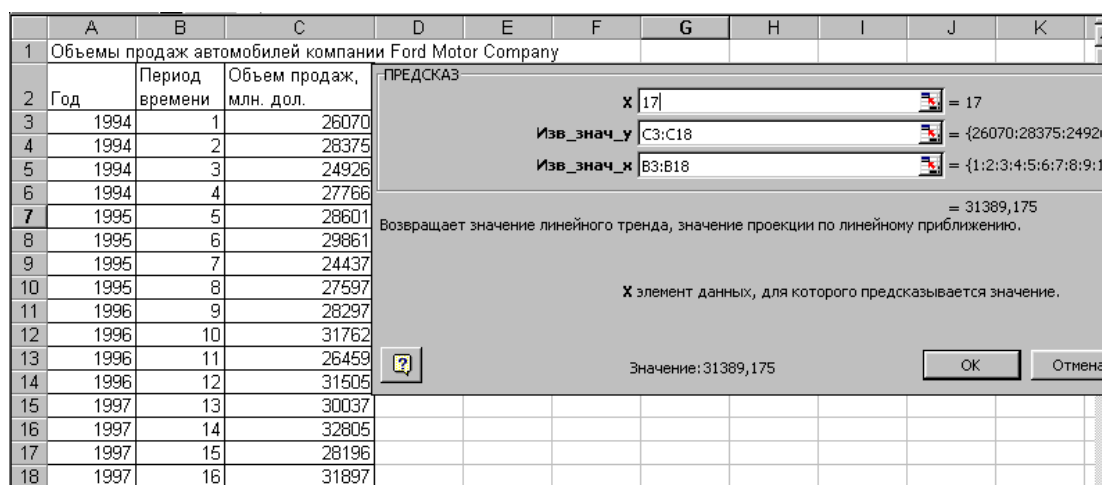 A B C D E F G H I J K
1 Объемы продаж автомобилей компании Ford Motor Company
2 Год Период времени Объем продаж, млн. дол.
3 1994 1 26070
4 1994 2 28375
5 1994 3 24926
6 1994 4 27766
7 1995 5 28601
8 1995 6 29861
9 1995 7 24437
10 1995 8 27597
11 1996 9 28297
12 1996 10 31762
13 1996 11 26459
14 1996 12 31505
15 1997 13 30037
16 1997 14 32805
17 1997 15 28196
18 1997 16 31897
ПРЕДСКАЗ
X 17 = 17
Изв_знач_y C3:C18 = {26070:28375:2492
Изв_знач_x B3:B18 = {1:2:3:4:5:6:7:8:9:1
= 31389,175
Возвращает значение линейного тренда, значение проекции по линейному приближению.
X элемент данных, для которого предсказывается значение.
Значение:31389,175 OK Отмена